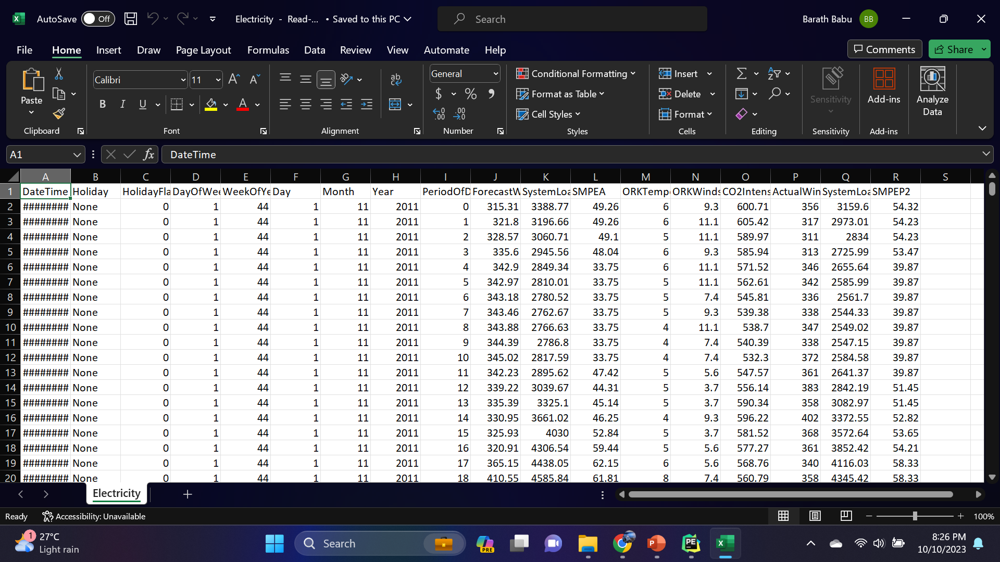 AutoSave Off Electricity - Read-... • Saved to this PC Search Barath Babu BB
File Home Insert Draw Page Layout Formulas Data Review View Automate Help Comments Share
Paste Calibri 11 General Conditional Formatting Insert Sensitivity Add-ins Analyze Data
Format as Table Delete
Cell Styles Format
Clipboard Font Alignment Number Styles Cells Editing Sensitivity Add-ins
A1 fx DateTime
A B C D E F G H I J K L M N O P Q R S
1 DateTime Holiday HolidayFla DayOfWee WeekOfYe Day Month Year PeriodOfD ForecastW SystemLoa SMPEA ORKTempe ORKWinds CO2Intens ActualWin SystemLoa SMPEP2
2 ######## None 0 1 44 1 11 2011 0 315.31 3388.77 49.26 6 9.3 600.71 356 3159.6 54.32
3 ######## None 0 1 44 1 11 2011 1 321.8 3196.66 49.26 6 11.1 605.42 317 2973.01 54.23
4 ######## None 0 1 44 1 11 2011 2 328.57 3060.71 49.1 5 11.1 589.97 311 2834 54.23
5 ######## None 0 1 44 1 11 2011 3 335.6 2945.56 48.04 6 9.3 585.94 313 2725.99 53.47
6 ######## None 0 1 44 1 11 2011 4 342.9 2849.34 33.75 6 11.1 571.52 346 2655.64 39.87
7 ######## None 0 1 44 1 11 2011 5 342.97 2810.01 33.75 5 11.1 562.61 342 2585.99 39.87
8 ######## None 0 1 44 1 11 2011 6 343.18 2780.52 33.75 5 7.4 545.81 336 2561.7 39.87
9 ######## None 0 1 44 1 11 2011 7 343.46 2762.67 33.75 5 9.3 539.38 338 2544.33 39.87
10 ######## None 0 1 44 1 11 2011 8 343.88 2766.63 33.75 4 11.1 538.7 347 2549.02 39.87
11 ######## None 0 1 44 1 11 2011 9 344.39 2786.8 33.75 4 7.4 540.39 338 2547.15 39.87
12 ######## None 0 1 44 1 11 2011 10 345.02 2817.59 33.75 4 7.4 532.3 372 2584.58 39.87
13 ######## None 0 1 44 1 11 2011 11 342.23 2895.62 47.42 5 5.6 547.57 361 2641.37 39.87
14 ######## None 0 1 44 1 11 2011 12 339.22 3039.67 44.31 5 3.7 556.14 383 2842.19 51.45
15 ######## None 0 1 44 1 11 2011 13 335.39 3325.1 45.14 5 3.7 590.34 358 3082.97 51.45
16 ######## None 0 1 44 1 11 2011 14 330.95 3661.02 46.25 4 9.3 596.22 402 3372.55 52.82
17 ######## None 0 1 44 1 11 2011 15 325.93 4030 52.84 5 3.7 581.52 368 3572.64 53.65
18 ######## None 0 1 44 1 11 2011 16 320.91 4306.54 59.44 5 5.6 577.27 361 3852.42 54.21
19 ######## None 0 1 44 1 11 2011 17 365.15 4438.05 62.15 6 5.6 568.76 340 4116.03 58.33
20 ######## None 0 1 44 1 11 2011 18 410.55 4585.84 61.81 8 7.4 560.79 358 4345.42 58.33
Electricity
Ready Accessibility: Unavailable 100%
1 27°C Search PRE PE 8:26 PM
Light rain 10/10/2023